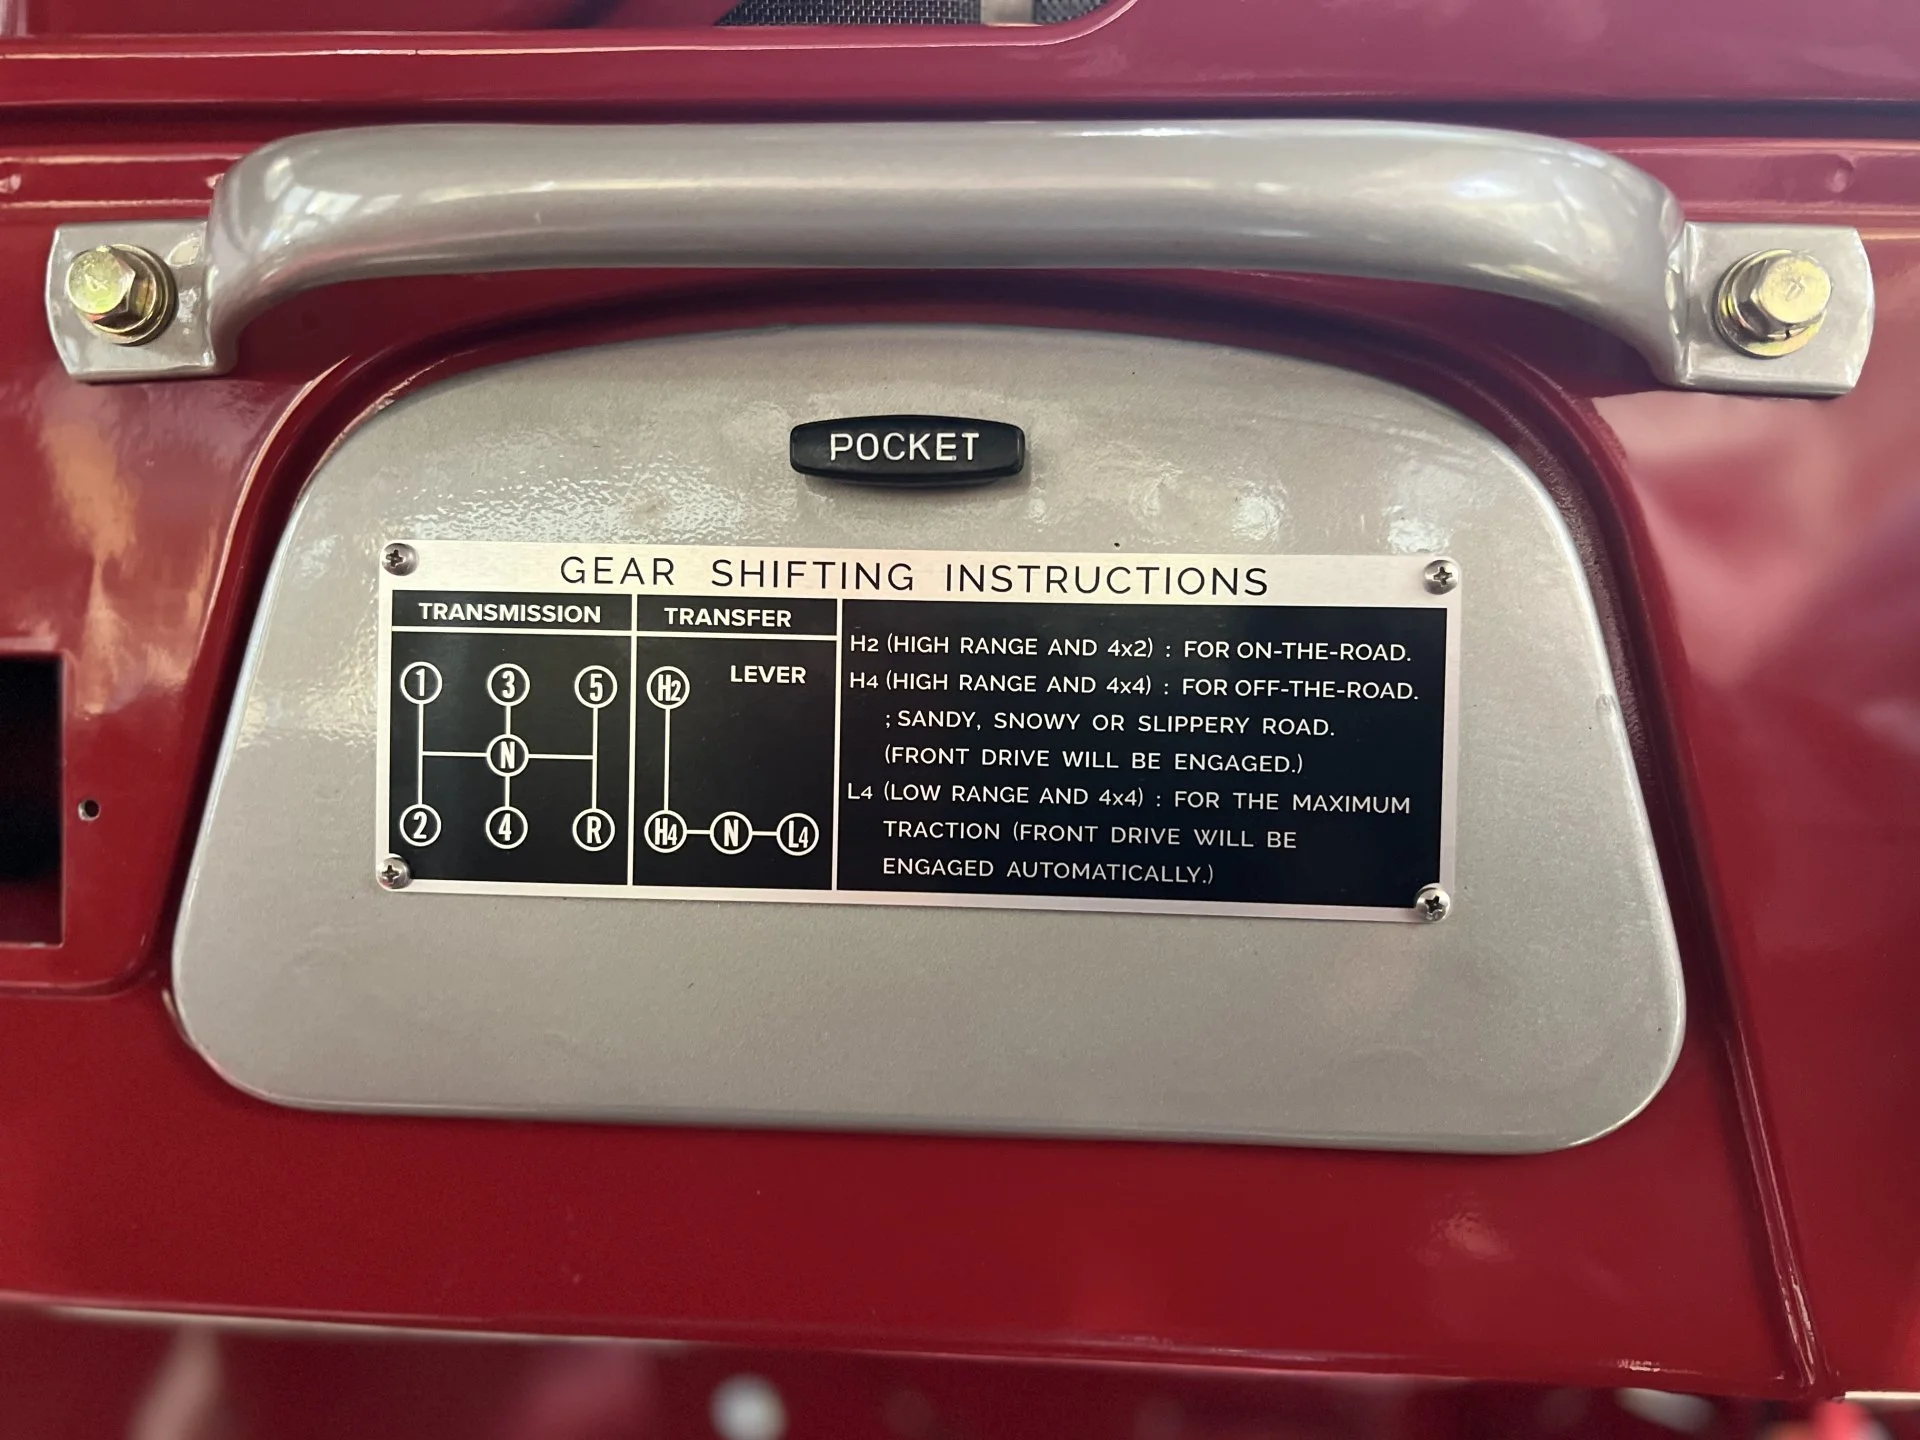 POCKET
GEAR SHIFTING INSTRUCTIONS
TRANSMISSION
1 3 5
N
2 4 R
TRANSFER
LEVER
H2
H4 N L4
H2 (HIGH RANGE AND 4x2) : FOR ON-THE-ROAD.
H4 (HIGH RANGE AND 4x4) : FOR OFF-THE-ROAD.
; SANDY, SNOWY OR SLIPPERY ROAD.
(FRONT DRIVE WILL BE ENGAGED.)
L4 (LOW RANGE AND 4x4) : FOR THE MAXIMUM
TRACTION (FRONT DRIVE WILL BE
ENGAGED AUTOMATICALLY.)